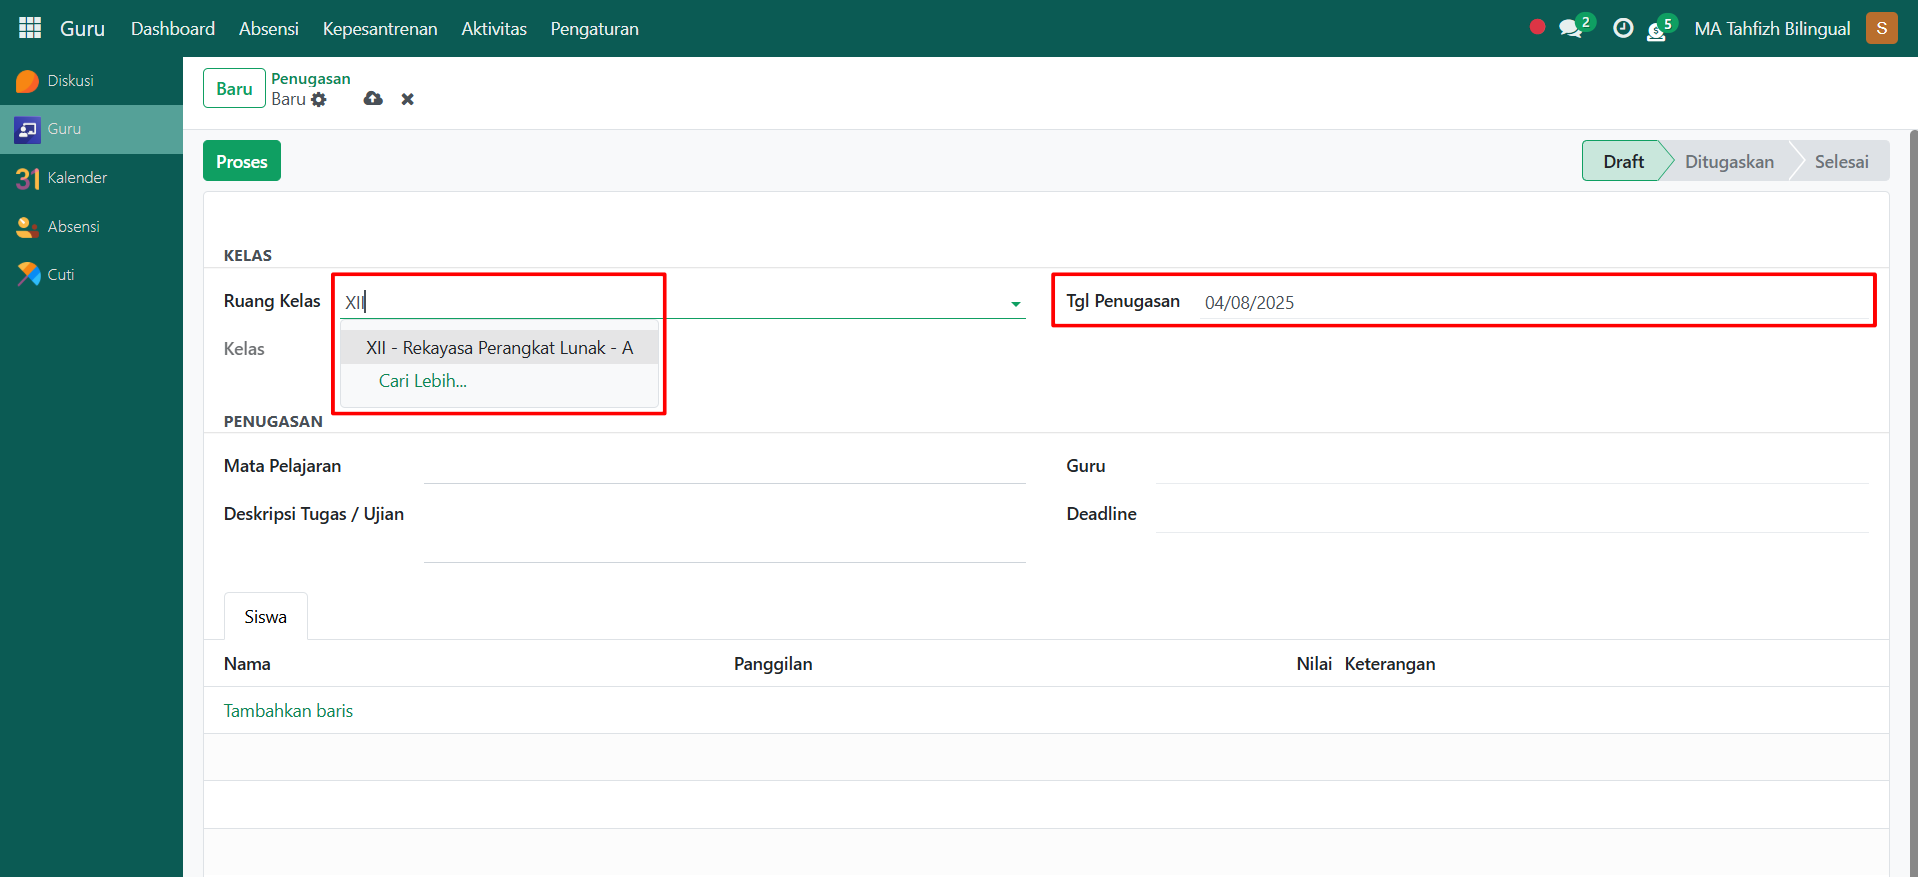 Guru Dashboard Absensi Kepesantrenan Aktivitas Pengaturan 2 5 MA Tahfizh Bilingual S
Diskusi
Guru
31 Kalender
Absensi
Cuti
Baru Penugasan
Baru
Proses Draft Ditugaskan Selesai
KELAS
Ruang Kelas XII Tgl Penugasan 04/08/2025
Kelas XII - Rekayasa Perangkat Lunak - A
Cari Lebih...
PENUGASAN
Mata Pelajaran Guru
Deskripsi Tugas / Ujian Deadline
Siswa
Nama Panggilan Nilai Keterangan
Tambahkan baris